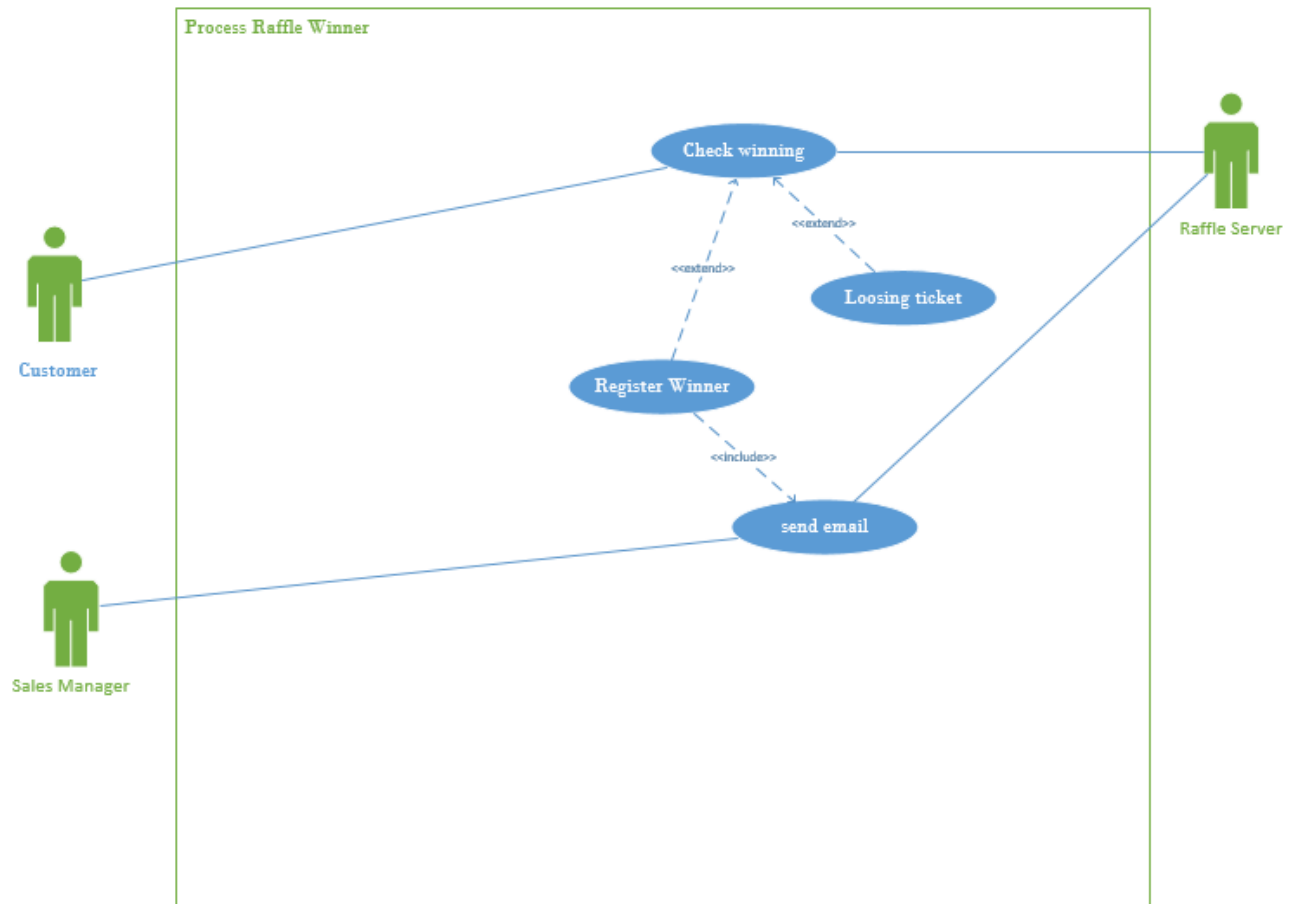 Process Raffle Winner
Check winning
Raffle Server
<<extend>>
<<extend>>
Loosing ticket
Customer
Register Winner
<<include>>
send email
Sales Manager